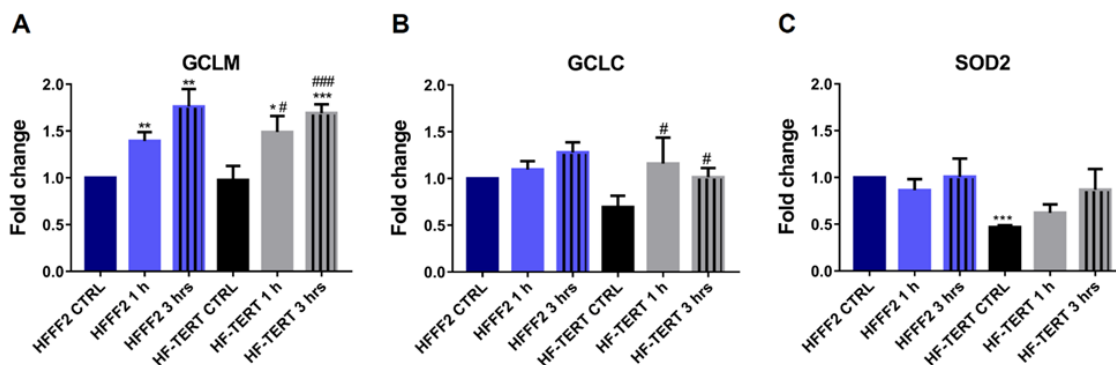 A
GCLM
Fold change
2.0
1.5
1.0
0.5
0.0
**
**
* #
###
***
HFFF2 CTRL
HFFF2 1 h
HFFF2 3 hrs
HF-TERT CTRL
HF-TERT 1 h
HF-TERT 3 hrs
B
GCLC
Fold change
2.0
1.5
1.0
0.5
0.0
#
#
HFFF2 CTRL
HFFF2 1 h
HFFF2 3 hrs
HF-TERT CTRL
HF-TERT 1 h
HF-TERT 3 hrs
C
SOD2
Fold change
2.0
1.5
1.0
0.5
0.0
***
HFFF2 CTRL
HFFF2 1 h
HFFF2 3 hrs
HF-TERT CTRL
HF-TERT 1 h
HF-TERT 3 hrs